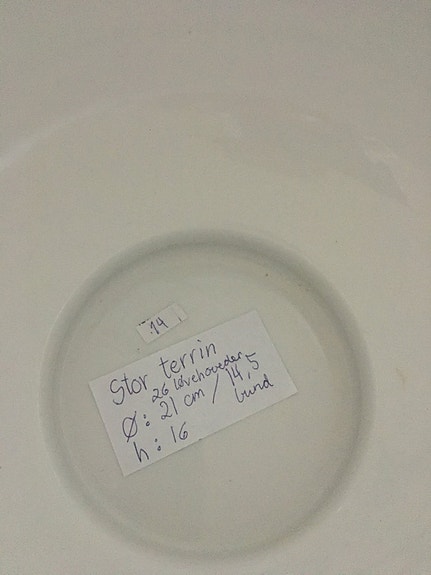 14
Stor terrin
26 løvehoveder
Ø: 21 cm / 14,5
bund
h: 16